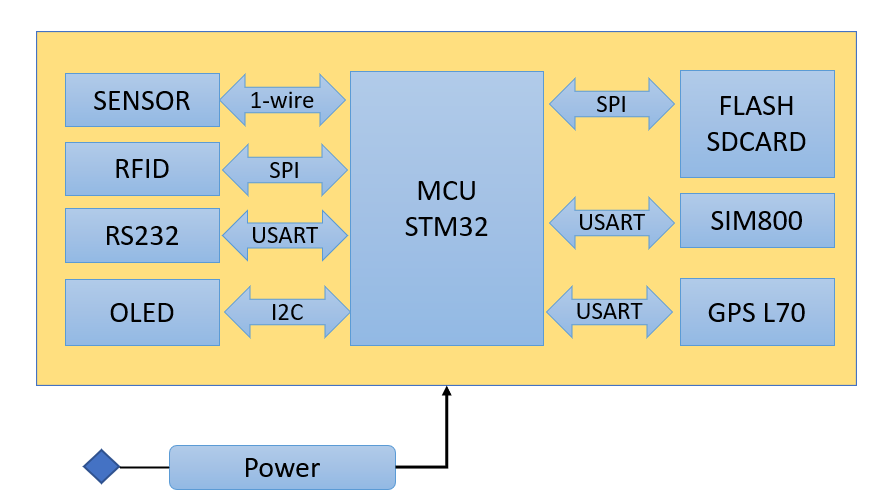 SENSOR
1-wire
RFID
SPI
RS232
USART
OLED
I2C
MCU
STM32
SPI
FLASH
SDCARD
USART
SIM800
USART
GPS L70
Power